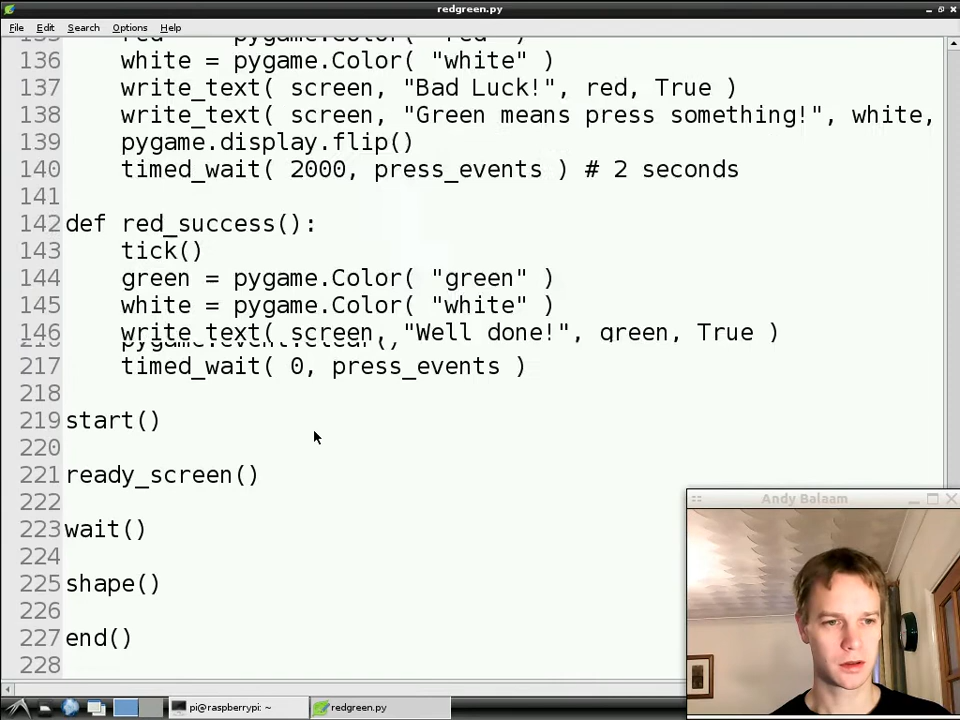 redgreen.py
File Edit Search Options Help
136 white = pygame.Color( "white" )
137 write_text( screen, "Bad Luck!", red, True )
138 write_text( screen, "Green means press something!", white,
139 pygame.display.flip()
140 timed_wait( 2000, press_events ) # 2 seconds
141
142 def red_success():
143 tick()
144 green = pygame.Color( "green" )
145 white = pygame.Color( "white" )
146 write_text( screen, "Well done!", green, True )
217 timed_wait( 0, press_events )
218
219 start()
220
221 ready_screen()
222
223 wait()
224
225 shape()
226
227 end()
228
Andy Balaam
pi@raspberrypi: ~
redgreen.py